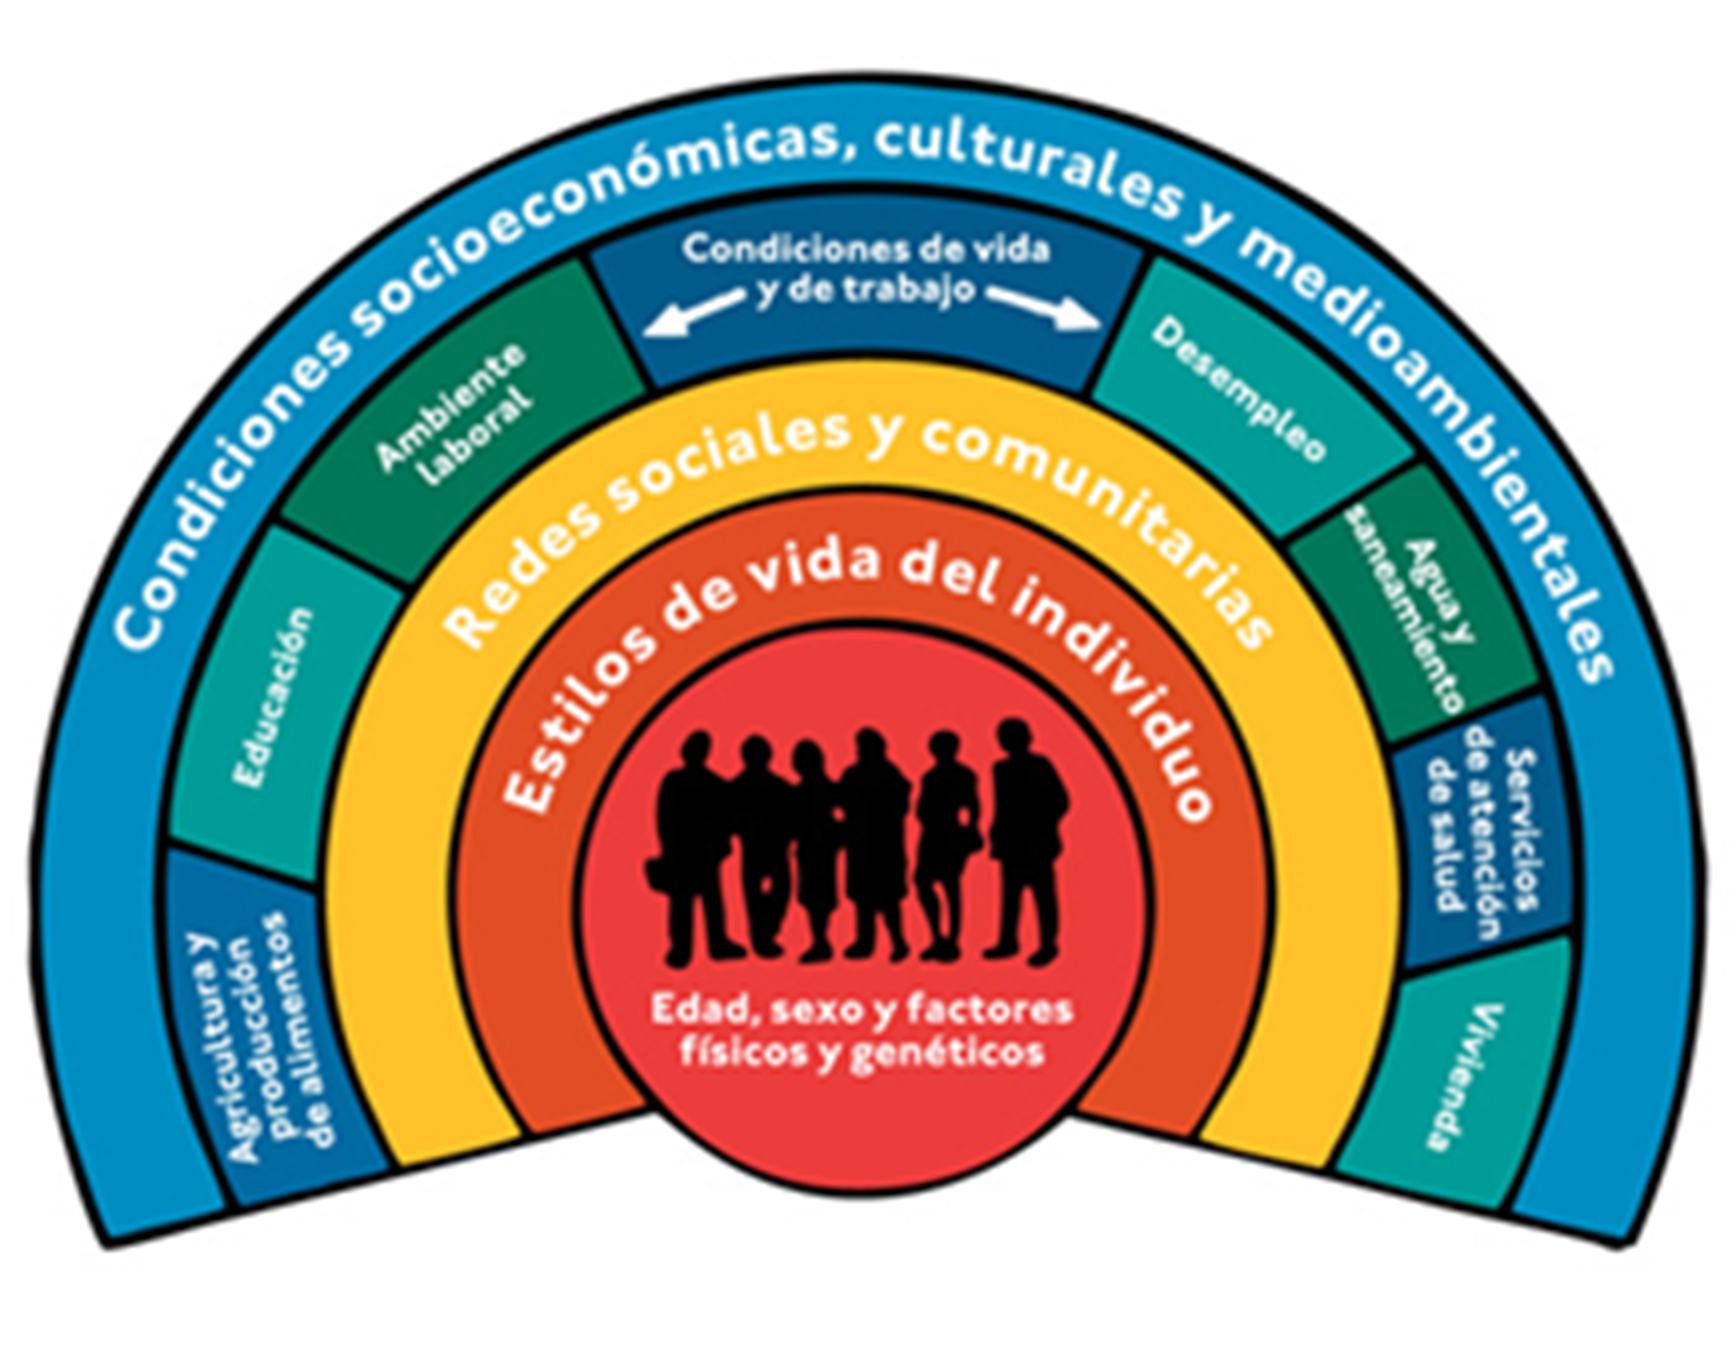 Condiciones socioeconómicas, culturales y medioambientales
Condiciones de vida
y de trabajo
Agricultura y
producción
de alimentos
Educación
Ambiente
laboral
Desempleo
Agua y
saneamiento
Servicios
de atención
de salud
Vivienda
Redes sociales y comunitarias
Estilos de vida del individuo
Edad, sexo y factores
físicos y genéticos